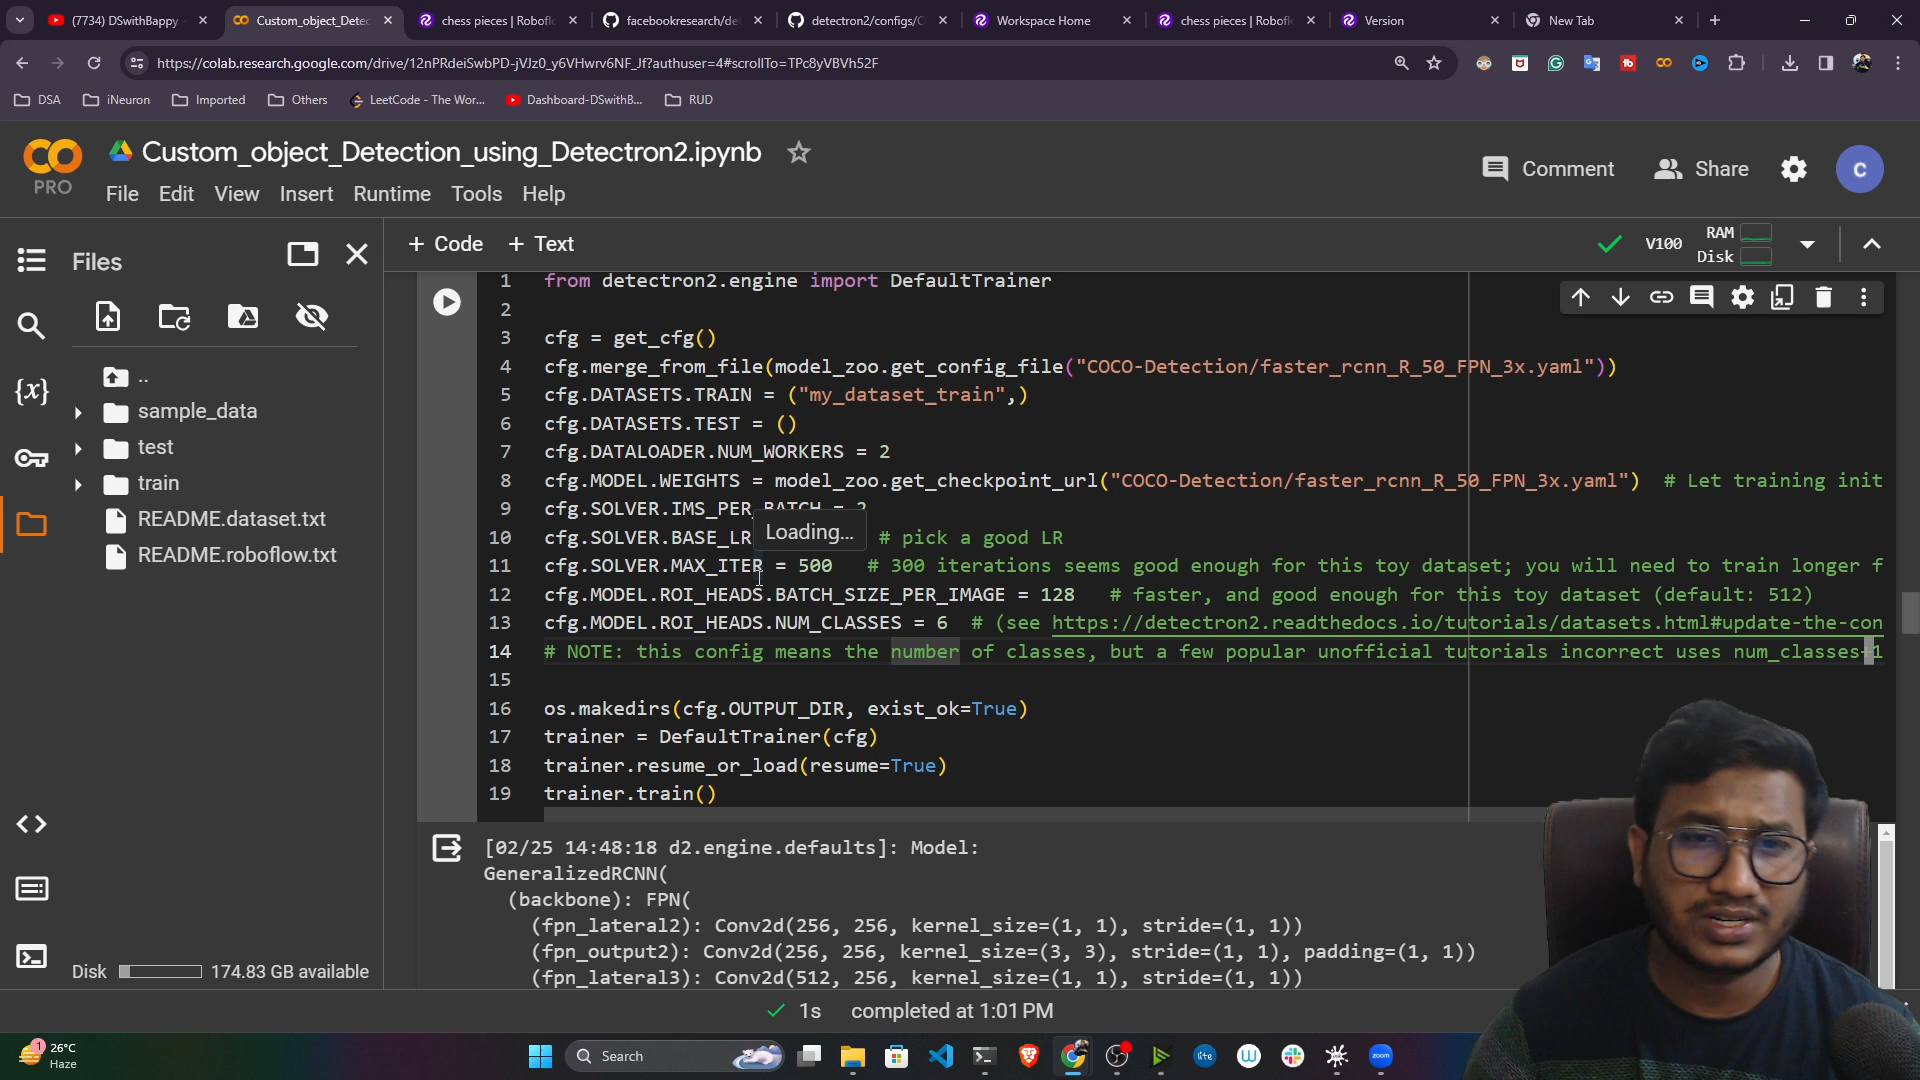 (7734) DSwithBappy
Custom_object_Detec
chess pieces | Roboflo
facebookresearch/det
detectron2/configs/C
Workspace Home
chess pieces | Roboflo
Version
New Tab
https://colab.research.google.com/drive/12nPRdeiSwbPD-jVJz0_y6VHwrv6NF_Jf?authuser=4#scrollTo=TPc8yVBVh52F
DSA
iNeuron
Imported
Others
LeetCode - The Wor...
Dashboard-DSwithB...
RUD
CO
PRO
Custom_object_Detection_using_Detectron2.ipynb
File Edit View Insert Runtime Tools Help
Comment
Share
C
Files
+ Code + Text
V100
RAM
Disk
..
sample_data
test
train
README.dataset.txt
README.roboflow.txt
Disk 174.83 GB available
1 from detectron2.engine import DefaultTrainer
2
3 cfg = get_cfg()
4 cfg.merge_from_file(model_zoo.get_config_file("COCO-Detection/faster_rcnn_R_50_FPN_3x.yaml"))
5 cfg.DATASETS.TRAIN = ("my_dataset_train",)
6 cfg.DATASETS.TEST = ()
7 cfg.DATALOADER.NUM_WORKERS = 2
8 cfg.MODEL.WEIGHTS = model_zoo.get_checkpoint_url("COCO-Detection/faster_rcnn_R_50_FPN_3x.yaml") # Let training init
9 cfg.SOLVER.IMS_PER_BATCH = 2
10 cfg.SOLVER.BASE_LR # pick a good LR
Loading...
11 cfg.SOLVER.MAX_ITER = 500 # 300 iterations seems good enough for this toy dataset; you will need to train longer f
12 cfg.MODEL.ROI_HEADS.BATCH_SIZE_PER_IMAGE = 128 # faster, and good enough for this toy dataset (default: 512)
13 cfg.MODEL.ROI_HEADS.NUM_CLASSES = 6 # (see https://detectron2.readthedocs.io/tutorials/datasets.html#update-the-con
14 # NOTE: this config means the number of classes, but a few popular unofficial tutorials incorrect uses num_classes+1
15
16 os.makedirs(cfg.OUTPUT_DIR, exist_ok=True)
17 trainer = DefaultTrainer(cfg)
18 trainer.resume_or_load(resume=True)
19 trainer.train()
[02/25 14:48:18 d2.engine.defaults]: Model:
GeneralizedRCNN(
(backbone): FPN(
(fpn_lateral2): Conv2d(256, 256, kernel_size=(1, 1), stride=(1, 1))
(fpn_output2): Conv2d(256, 256, kernel_size=(3, 3), stride=(1, 1), padding=(1, 1))
(fpn_lateral3): Conv2d(512, 256, kernel_size=(1, 1), stride=(1, 1))
1s completed at 1:01 PM
1
26°C
Haze
Search
lite
zoom